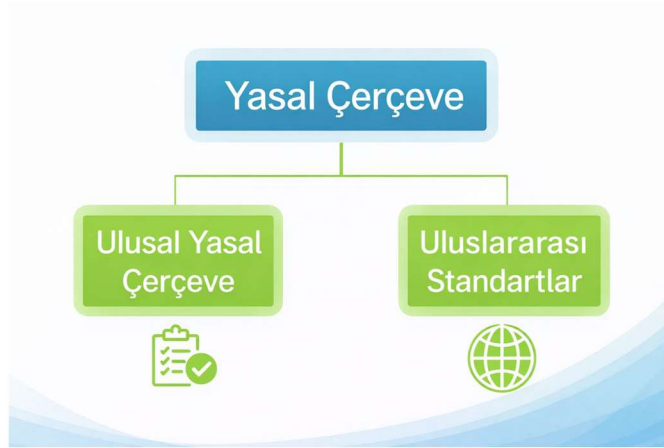 Yasal Çerçeve
Ulusal Yasal
Çerçeve
Uluslararası
Standartlar